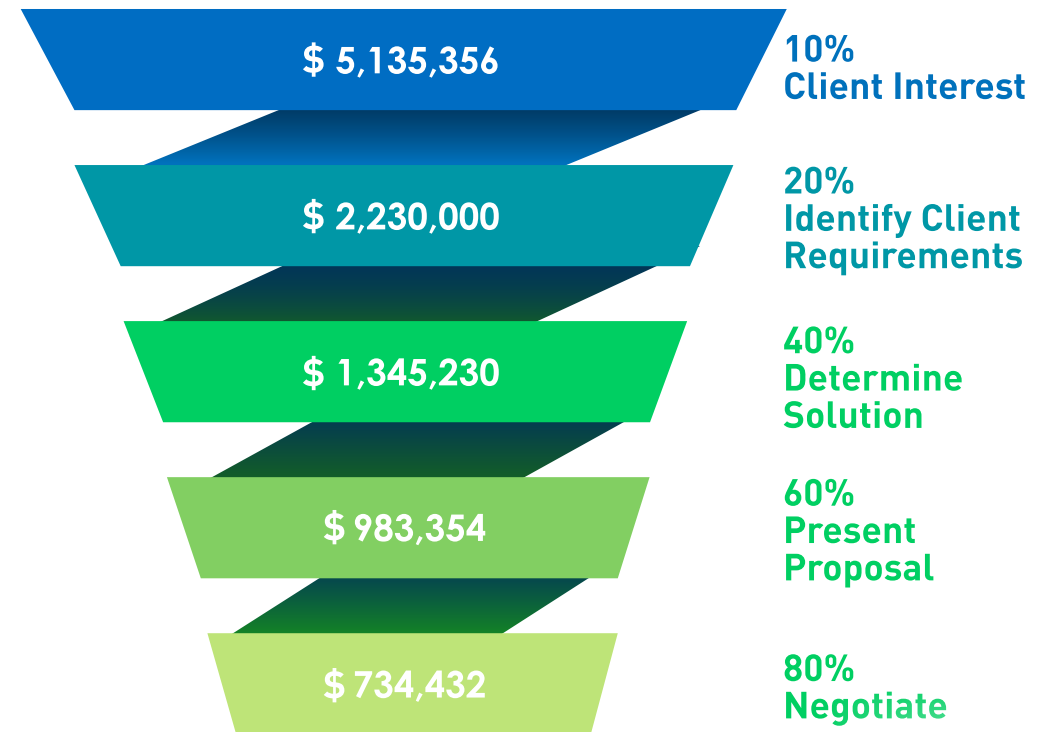 $ 5,135,356
10%
Client Interest
$ 2,230,000
20%
Identify Client
Requirements
$ 1,345,230
40%
Determine
Solution
$ 983,354
60%
Present
Proposal
$ 734,432
80%
Negotiate